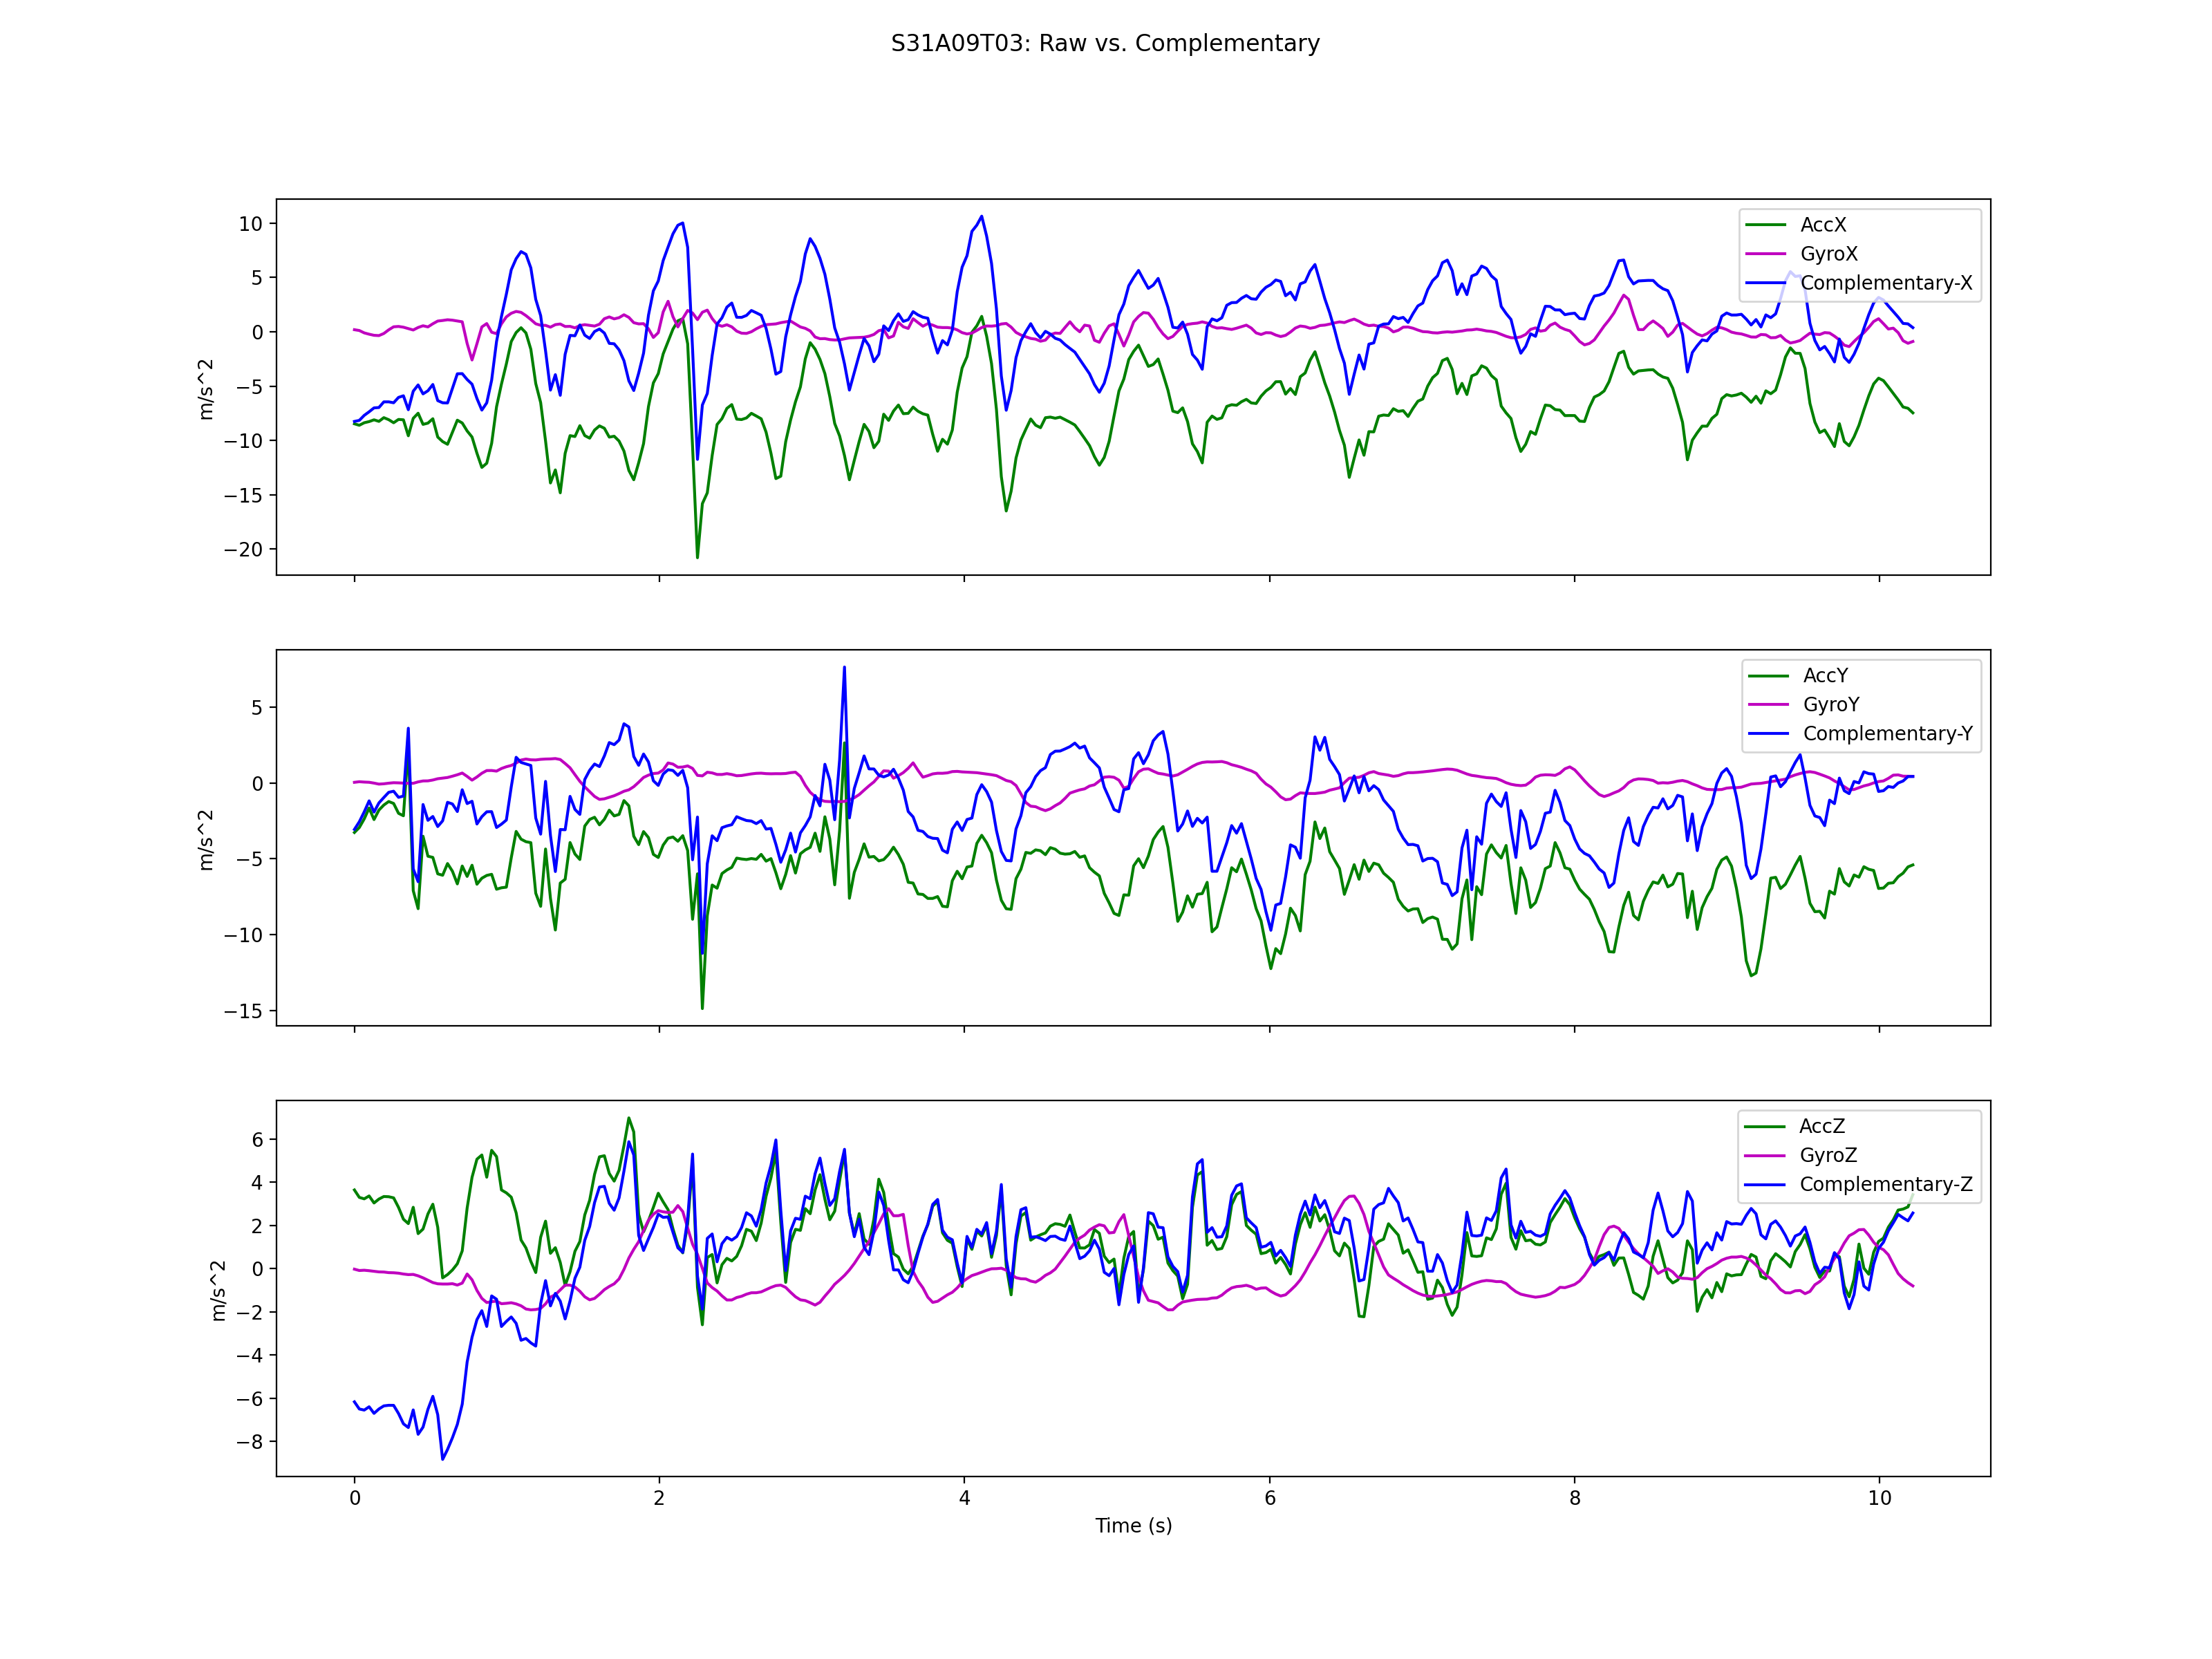 S31A09T03: Raw vs. Complementary
10
5
0
−5
−10
−15
−20
m/s^2
AccX
GyroX
Complementary-X
5
0
−5
−10
−15
m/s^2
AccY
GyroY
Complementary-Y
6
4
2
0
−2
−4
−6
−8
m/s^2
AccZ
GyroZ
Complementary-Z
0 2 4 6 8 10
Time (s)